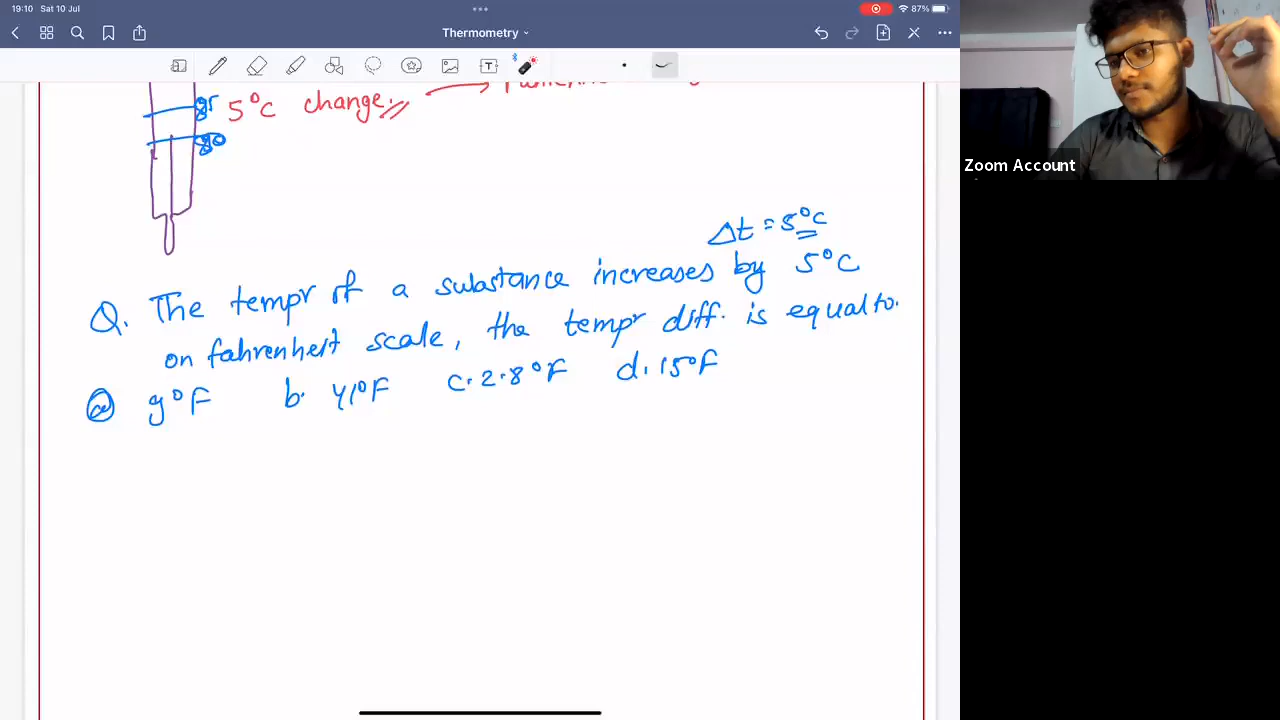 19:10 Sat 10 Jul
87%
Thermometry
5°C change.
Δt = 5°C
Q. The tempr of a substance increases by 5°C
on fahrenheit scale, the tempr diff. is equal to.
a 9°F b. 41°F c. 2.8°F d. 15°F
Zoom Account